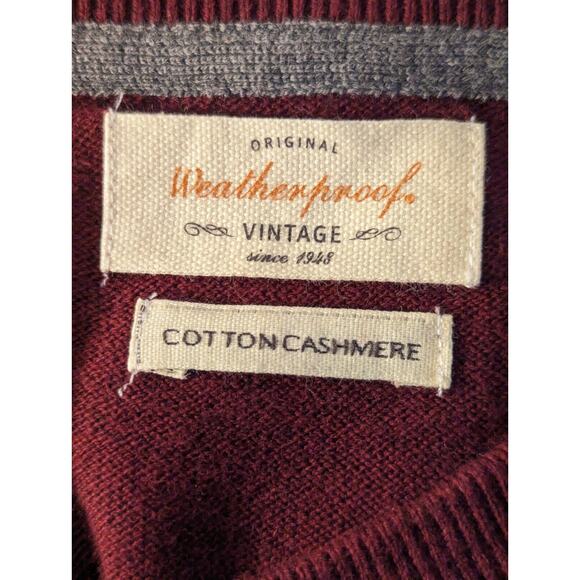 ORIGINAL
Weatherproof.
VINTAGE
since 1948
COTTON CASHMERE